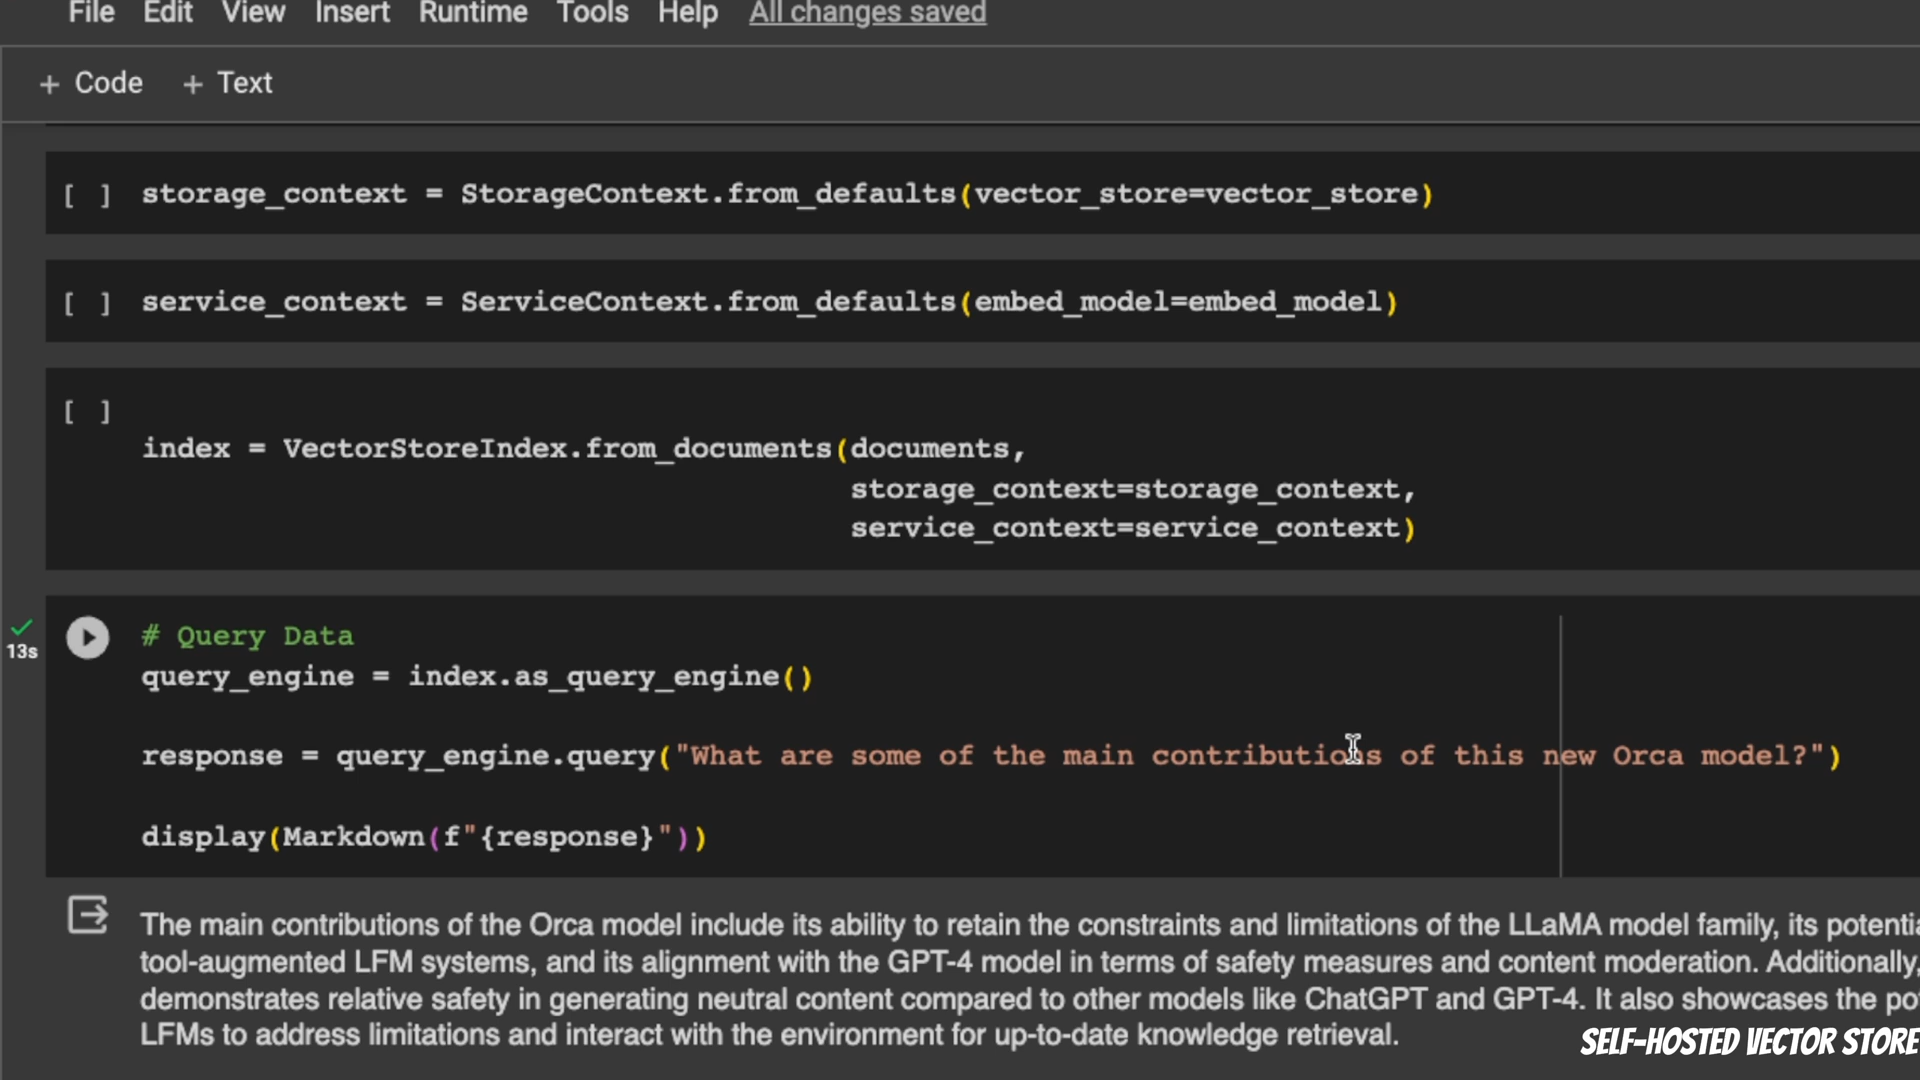 File Edit View Insert Runtime Tools Help All changes saved
+ Code + Text
[ ] storage_context = StorageContext.from_defaults(vector_store=vector_store)
[ ] service_context = ServiceContext.from_defaults(embed_model=embed_model)
[ ]
index = VectorStoreIndex.from_documents(documents,
storage_context=storage_context,
service_context=service_context)
# Query Data
13s
query_engine = index.as_query_engine()
response = query_engine.query("What are some of the main contributions of this new Orca model?")
display(Markdown(f"{response}"))
The main contributions of the Orca model include its ability to retain the constraints and limitations of the LLaMA model family, its
tool-augmented LFM systems, and its alignment with the GPT-4 model in terms of safety measures and content moderation. Additionally,
demonstrates relative safety in generating neutral content compared to other models like ChatGPT and GPT-4. It also showcases the
LFMs to address limitations and interact with the environment for up-to-date knowledge retrieval.
SELF-HOSTED VECTOR STORE